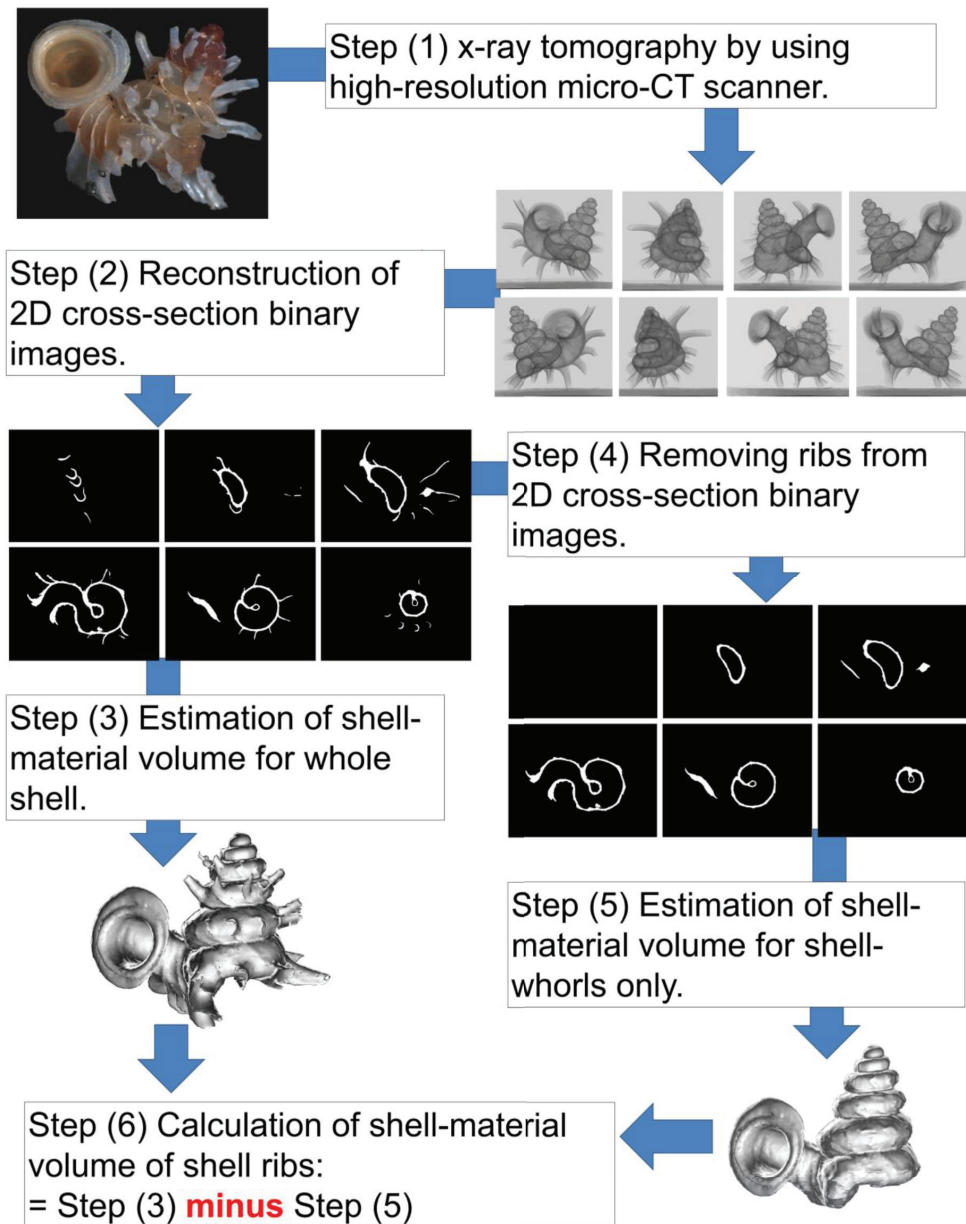 Step (1) x-ray tomography by using
high-resolution micro-CT scanner.
Step (2) Reconstruction of
2D cross-section binary
images.
Step (4) Removing ribs from
2D cross-section binary
images.
Step (3) Estimation of shell-
material volume for whole
shell.
Step (5) Estimation of shell-
material volume for shell-
whorls only.
Step (6) Calculation of shell-material
volume of shell ribs:
= Step (3) minus Step (5)